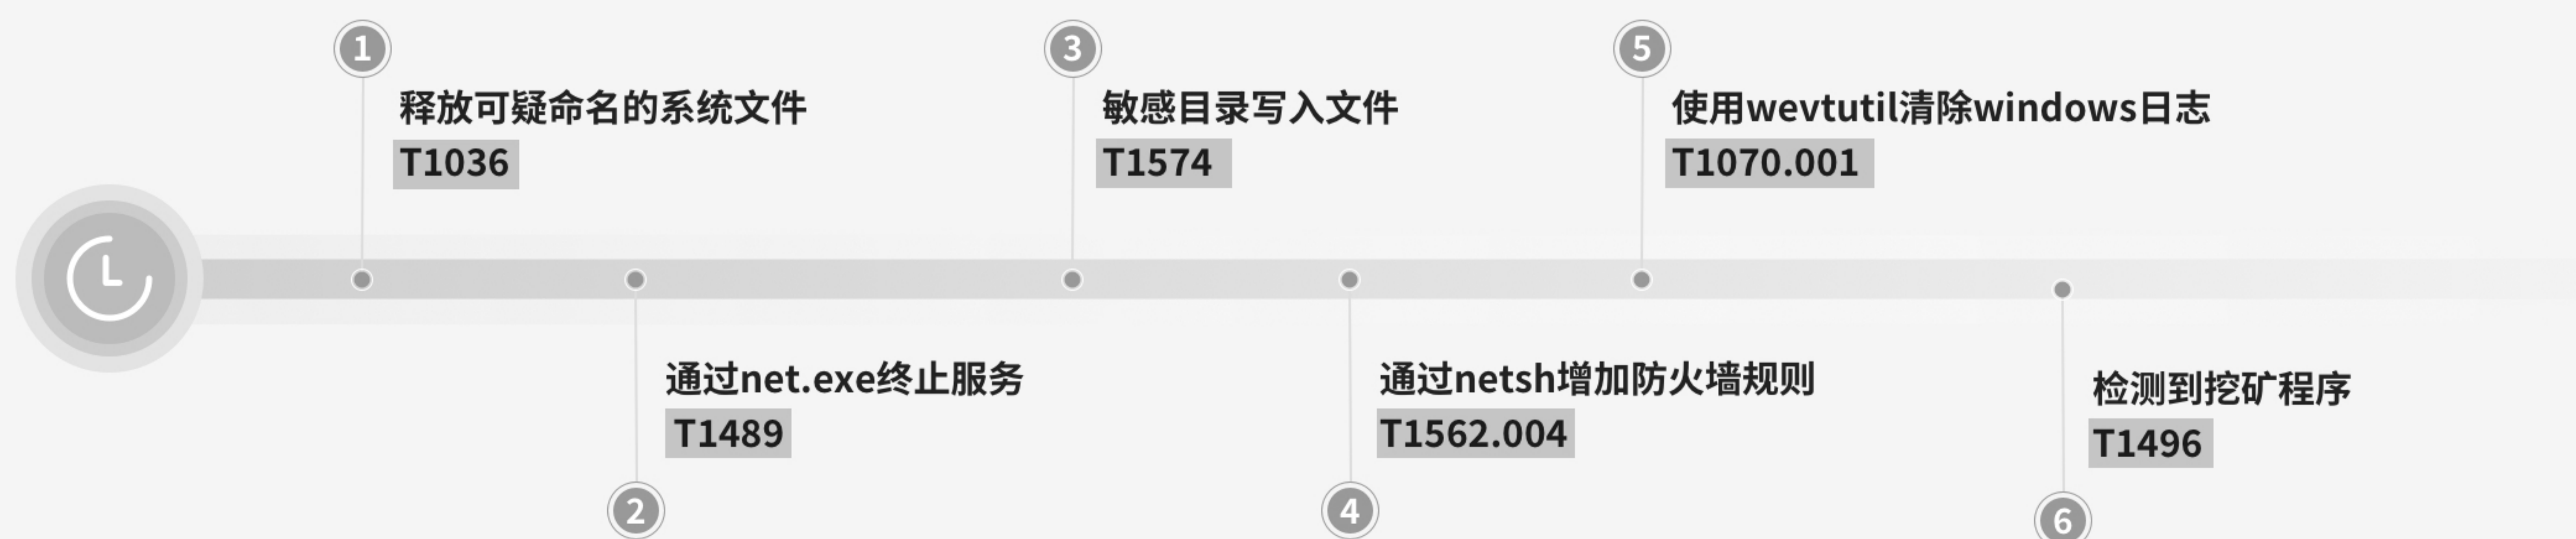 1
释放可疑命名的系统文件
T1036
2
通过net.exe终止服务
T1489
3
敏感目录写入文件
T1574
4
通过netsh增加防火墙规则
T1562.004
5
使用wevtutil清除windows日志
T1070.001
6
检测到挖矿程序
T1496